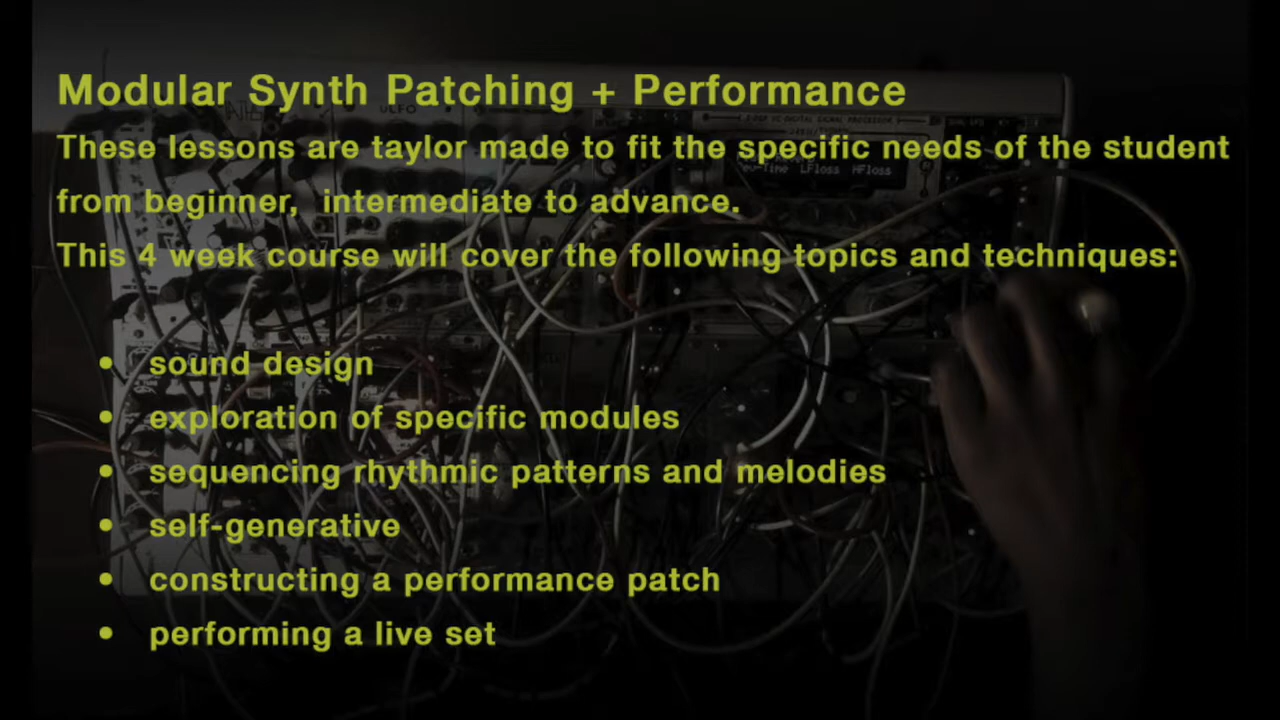 Modular Synth Patching + Performance
These lessons are taylor made to fit the specific needs of the student
from beginner, intermediate to advance.
This 4 week course will cover the following topics and techniques:
• sound design
• exploration of specific modules
• sequencing rhythmic patterns and melodies
• self-generative
• constructing a performance patch
• performing a live set